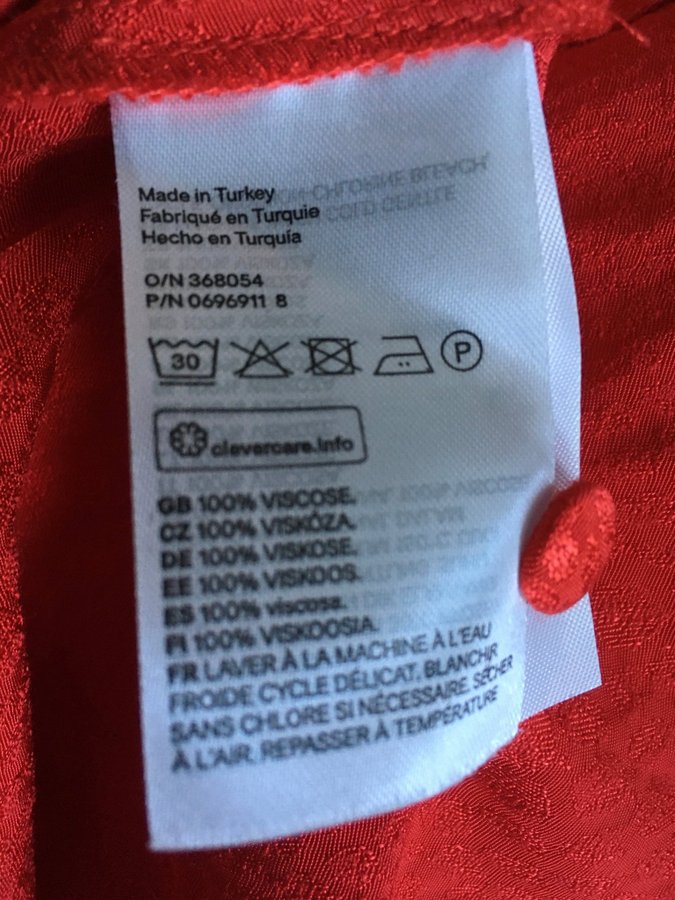 Made in Turkey
Fabriqué en Turquie
Hecho en Turquía
O/N 368054
P/N 0696911 8
30
P
clevercare.info
GB 100% VISCOSE.
CZ 100% VISKÓZA.
DE 100% VISKOSE.
EE 100% VISKOOS.
ES 100% viscosa.
FI 100% VISKOOSIA.
FR LAVER À LA MACHINE À L'EAU
FROIDE CYCLE DÉLICAT. BLANCHIR
SANS CHLORE SI NÉCESSAIRE. SÉCHER
À L'AIR. REPASSER À TEMPÉRATURE